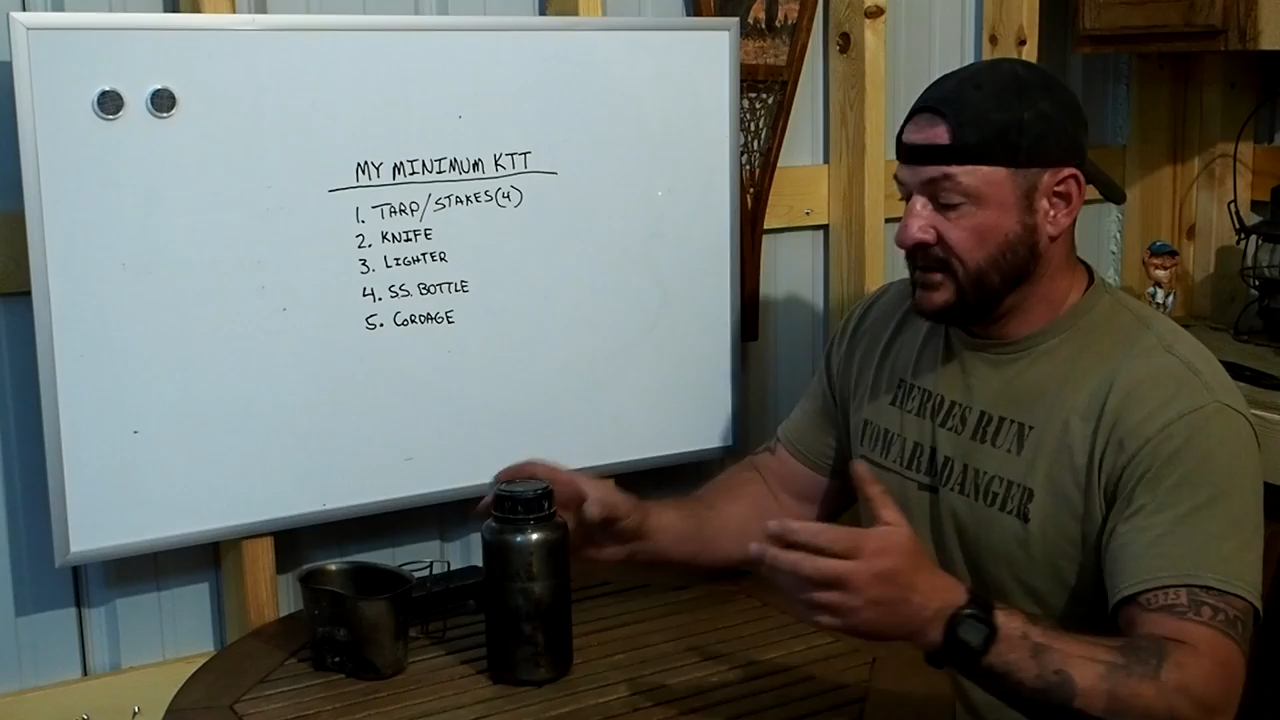 MY MINIMUM KIT
1. TARP/STAKES(4)
2. KNIFE
3. LIGHTER
4. SS. BOTTLE
5. CORDAGE
HEROES RUN
TOWARD DANGER